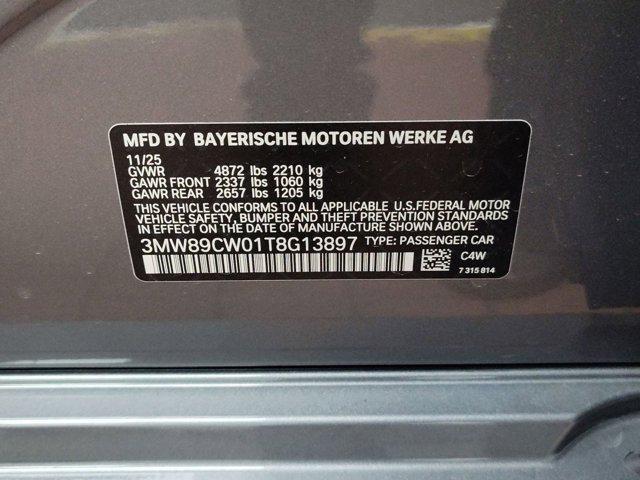 MFD BY BAYERISCHE MOTOREN WERKE AG
11/25
GVWR 4872 lbs 2210 kg
GAWR FRONT 2337 lbs 1060 kg
GAWR REAR 2657 lbs 1205 kg
THIS VEHICLE CONFORMS TO ALL APPLICABLE U.S.FEDERAL MOTOR
VEHICLE SAFETY, BUMPER AND THEFT PREVENTION
STANDARDS IN EFFECT ON THE DATE OF MANUFACTURE SHOWN ABOVE.
3MW89CW01T8G13897 TYPE: PASSENGER CAR
C4W
7 315 814